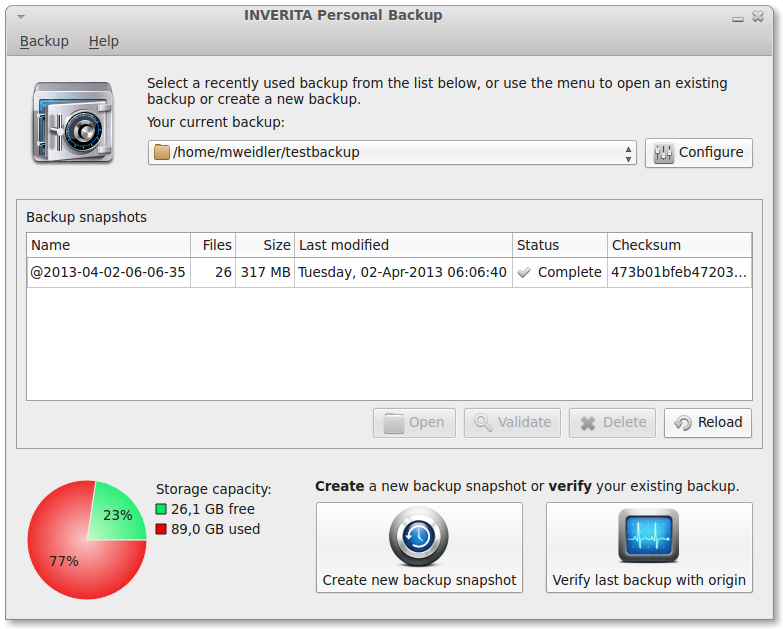 INVERITA Personal Backup
Backup Help
Select a recently used backup from the list below, or use the menu to open an existing
backup or create a new backup.
Your current backup:
/home/mweidler/testbackup
Configure
Backup snapshots
Name Files Size Last modified Status Checksum
@2013-04-02-06-06-35 26 317 MB Tuesday, 02-Apr-2013 06:06:40 Complete 473b01bfeb47203...
Open Validate Delete Reload
Storage capacity:
26,1 GB free
89,0 GB used
23%
77%
Create a new backup snapshot or verify your existing backup.
Create new backup snapshot
Verify last backup with origin